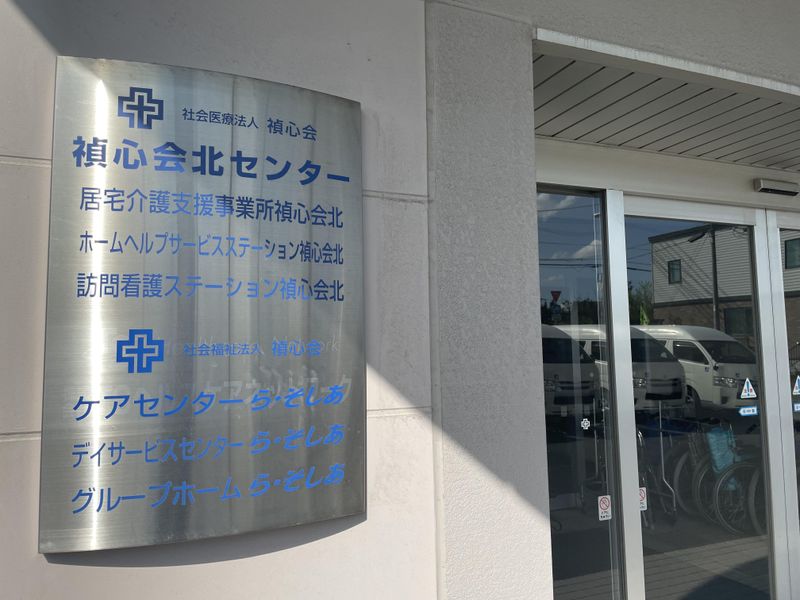 社会医療法人 禎心会
禎心会北センター
居宅介護支援事業所禎心会北
ホームヘルプサービスステーション禎心会北
訪問看護ステーション禎心会北
社会福祉法人 禎心会
ケアセンターら・そしあ
デイサービスセンターら・そしあ
グループホームら・そしあ